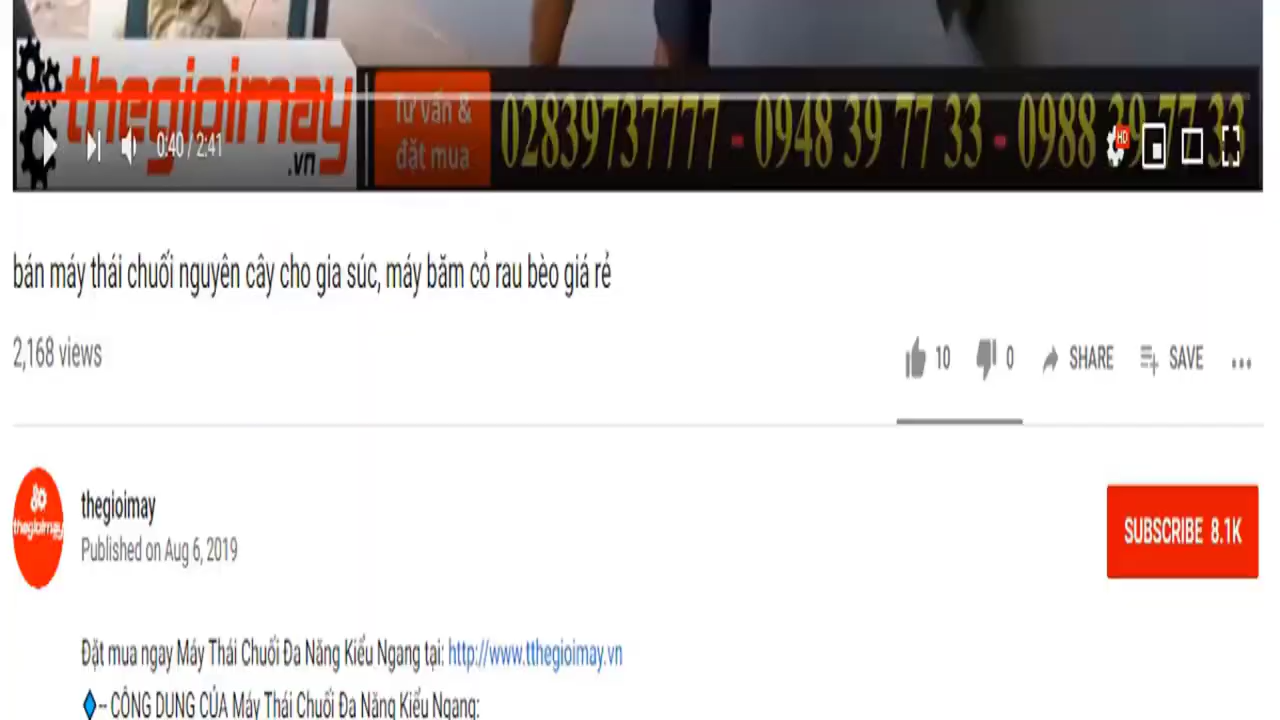 thegioimay
.vn
Tư vấn &
đặt mua
02839737777 - 0948 39 77 33 - 0988 39 77 33
0:40 / 2:41
HD
bán máy thái chuối nguyên cây cho gia súc, máy băm cỏ rau bèo giá rẻ
2,168 views
10 0 SHARE SAVE
thegioimay
thegioimay
Published on Aug 6, 2019
SUBSCRIBE 8.1K
Đặt mua ngay Máy Thái Chuối Đa Năng Kiểu Ngang tại: http://www.tthegioimay.vn
-- CÔNG DỤNG CỦA Máy Thái Chuối Đa Năng Kiểu Ngang: